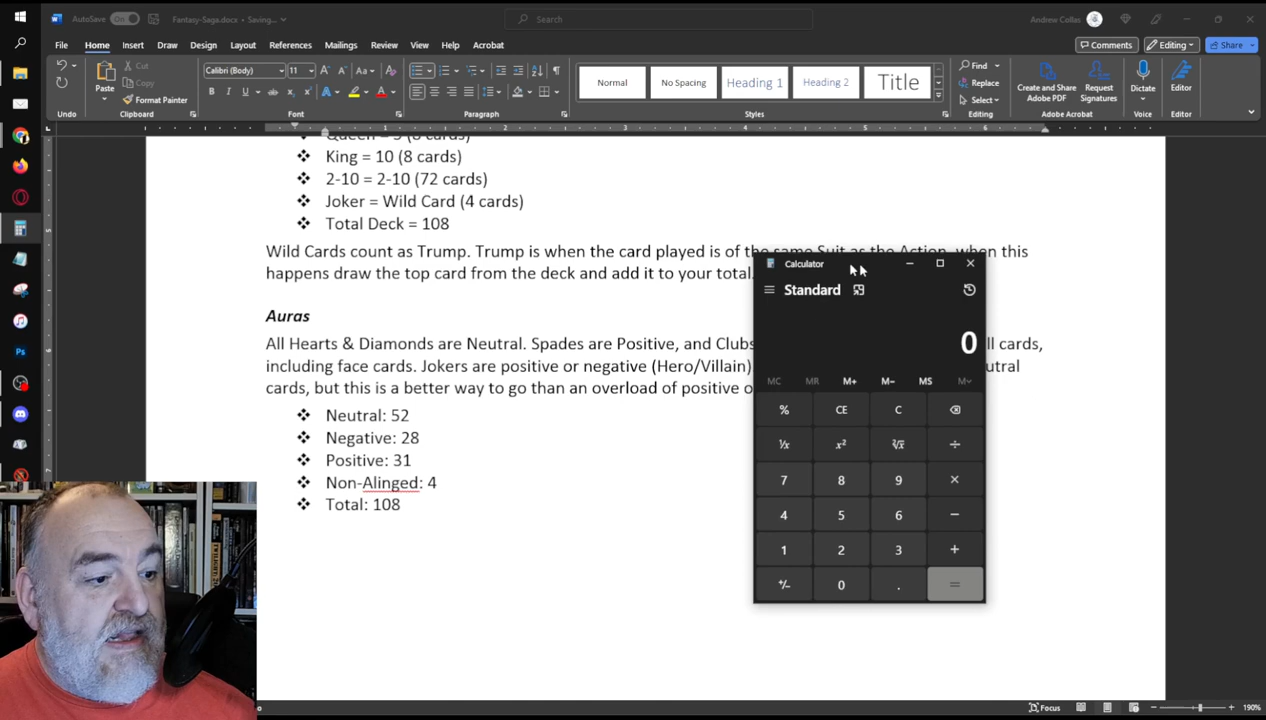 AutoSave On Fantasy-Saga.docx • Saving... Search Andrew Collas
File Home Insert Draw Design Layout References Mailings Review View Help Acrobat Comments Editing Share
Paste Cut Copy Format Painter
Clipboard
Calibri (Body) 11
Font
Paragraph
Normal No Spacing Heading 1 Heading 2 Title
Styles
Find Replace Select
Editing
Create and Share Adobe PDF Request Signatures
Adobe Acrobat
Dictate
Voice
Editor
Editor
Undo
King = 10 (8 cards)
2-10 = 2-10 (72 cards)
Joker = Wild Card (4 cards)
Total Deck = 108
Wild Cards count as Trump. Trump is when the card played is of the same Suit as the Action, when this
happens draw the top card from the deck and add it to your total.
Auras
All Hearts & Diamonds are Neutral. Spades are Positive, and Clubs ll cards,
including face cards. Jokers are positive or negative (Hero/Villain) utral
cards, but this is a better way to go than an overload of positive o
Neutral: 52
Negative: 28
Positive: 31
Non-Alinged: 4
Total: 108
Calculator
Standard
0
MC MR M+ M− MS M
% CE C
1/x x² ²√x ÷
7 8 9 ×
4 5 6 −
1 2 3 +
+/− 0 . =
Focus 190%